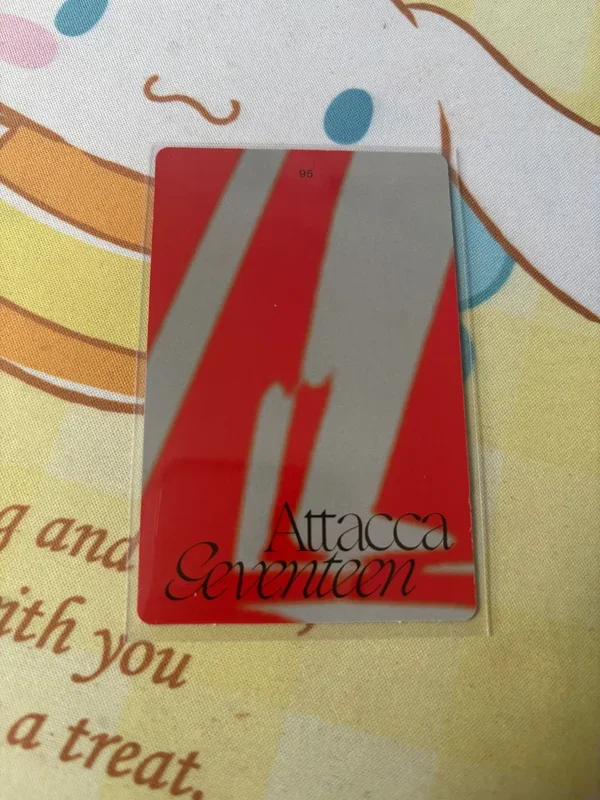 95
Attacca
Seventeen
g and
ith you
a treat.